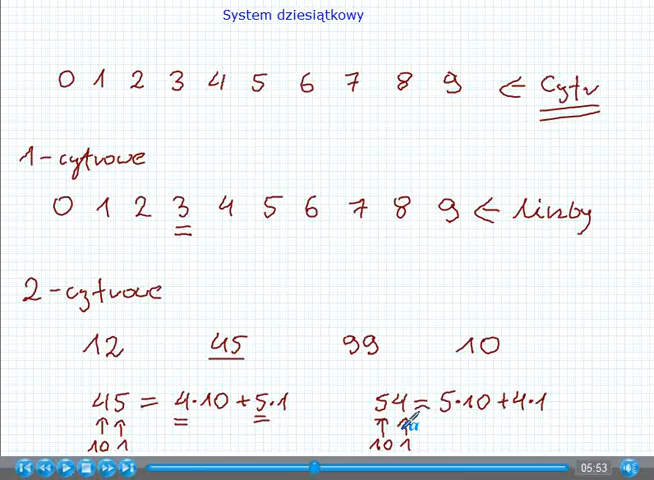 System dziesiątkowy
0 1 2 3 4 5 6 7 8 9 ← Cyfr
1-cyfrowe
0 1 2 3 4 5 6 7 8 9 ← liczby
2-cyfrowe
12 45 99 10
45 = 4·10 + 5·1 54 = 5·10 + 4·1
↑ ↑ ↑ ↑
10 1 10 1
05:53